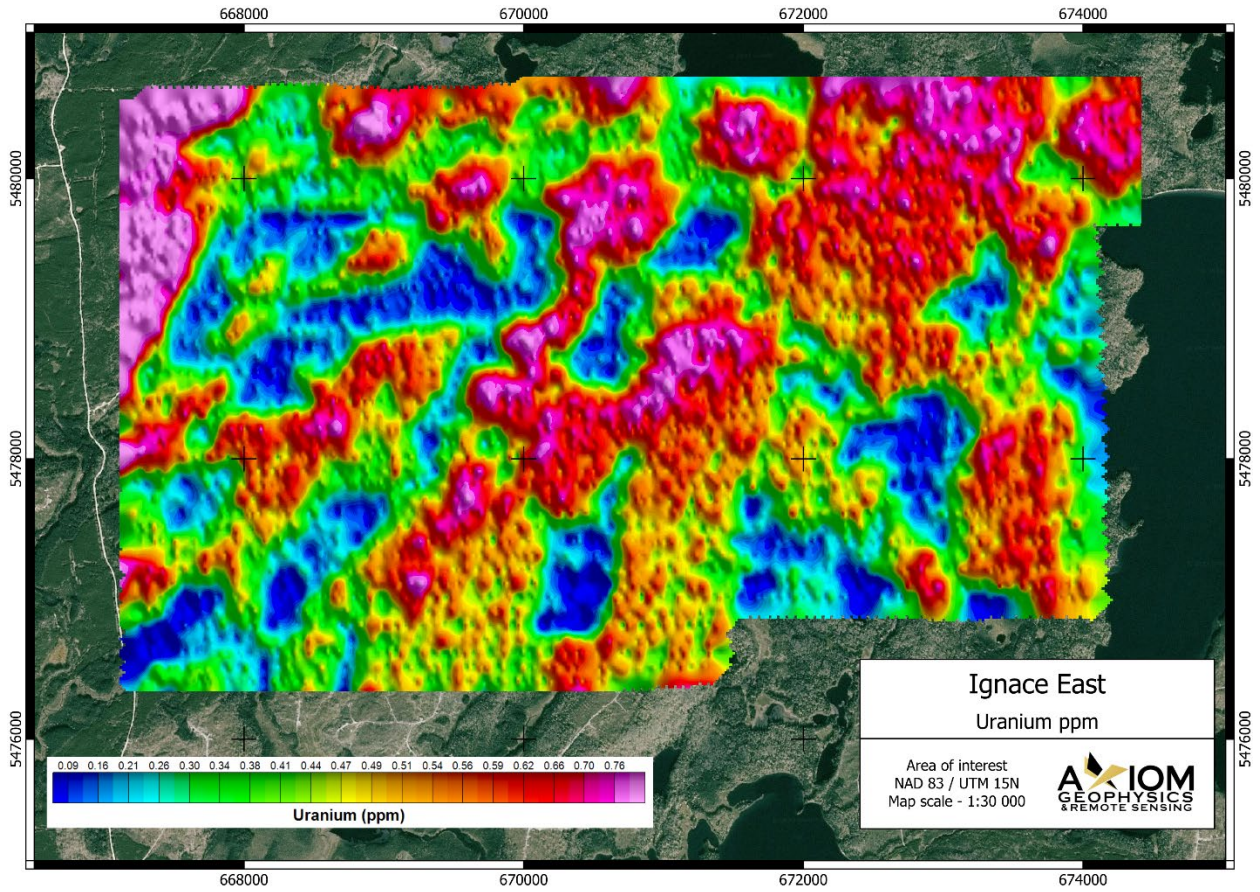 668000 670000 672000 674000
5480000 5480000
5478000 5478000
5476000 5476000
Ignace East
Uranium ppm
Area of interest
NAD 83 / UTM 15N
Map scale - 1:30 000
AXIOM
GEOPHYSICS
& REMOTE SENSING
0.09 0.16 0.21 0.26 0.30 0.34 0.38 0.41 0.44 0.47 0.49 0.51 0.54 0.56 0.59 0.62 0.66 0.70 0.76
Uranium (ppm)
668000 670000 672000 674000